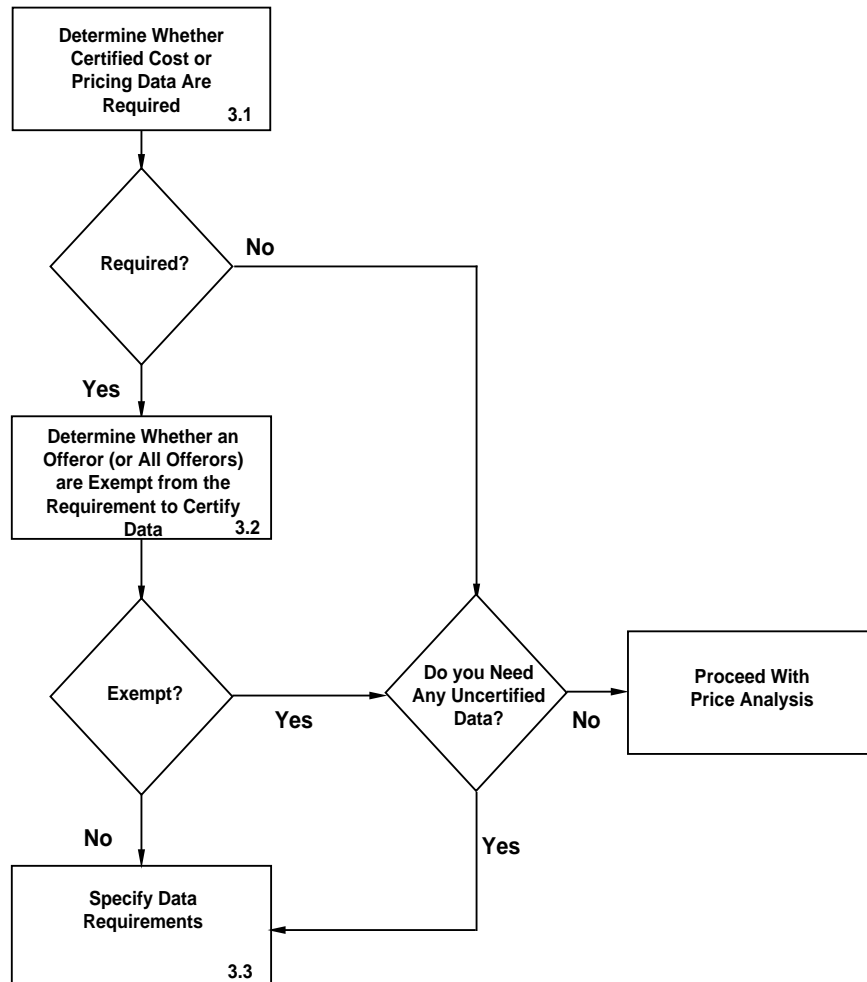 Determine Whether
Certified Cost or
Pricing Data Are
Required
3.1
Required?
No
Yes
Determine Whether an
Offeror (or All Offerors)
are Exempt from the
Requirement to Certify
Data
3.2
Exempt?
Yes
Do you Need
Any Uncertified
Data?
No
Proceed With
Price Analysis
No
Yes
Specify Data
Requirements
3.3